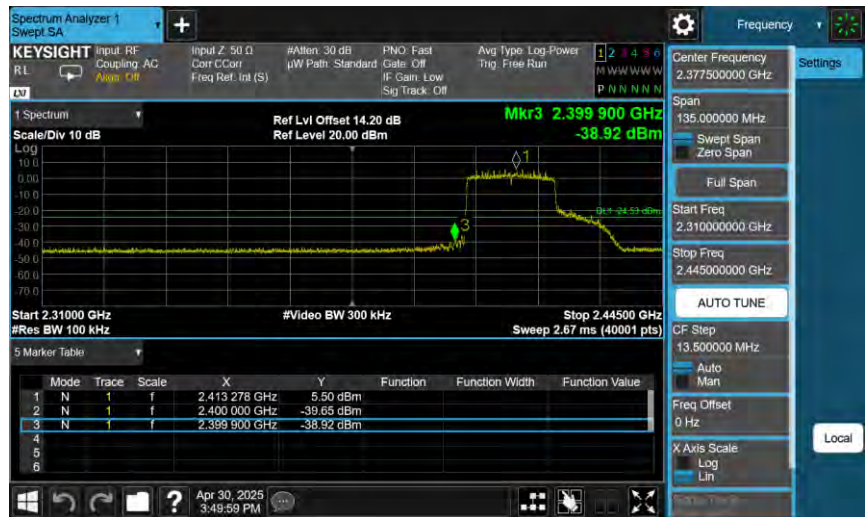 Spectrum Analyzer 1
Swept SA
Frequency
KEYSIGHT
RL
LXI
Input: RF
Coupling: AC
Align: Off
Input Z: 50 Ω
Corr CCorr
Freq Ref: Int (S)
#Atten: 30 dB
µW Path: Standard
PNO: Fast
Gate: Off
IF Gain: Low
Sig Track: Off
Avg Type: Log-Power
Trig: Free Run
1 2 3 4 5 6
M W W W W W
P N N N N N
1 Spectrum
Scale/Div 10 dB
Ref Lvl Offset 14.20 dB
Ref Level 20.00 dBm
Mkr3 2.399 900 GHz
-38.92 dBm
Log
10.0
0.00
-10.0
-20.0
-30.0
-40.0
-50.0
-60.0
-70.0
1
3
DL1 -24.53 dBm
Start 2.31000 GHz
#Video BW 300 kHz
Stop 2.44500 GHz
#Res BW 100 kHz
Sweep 2.67 ms (40001 pts)
5 Marker Table
Mode Trace Scale X Y Function Function Width Function Value
1 N 1 f 2.413 278 GHz 5.50 dBm
2 N 1 f 2.400 000 GHz -39.65 dBm
3 N 1 f 2.399 900 GHz -38.92 dBm
4
5
6
Apr 30, 2025
3:49:59 PM
Center Frequency
2.377500000 GHz
Span
135.000000 MHz
Swept Span
Zero Span
Full Span
Start Freq
2.310000000 GHz
Stop Freq
2.445000000 GHz
AUTO TUNE
CF Step
13.500000 MHz
Auto
Man
Freq Offset
0 Hz
X Axis Scale
Log
Lin
Settings
Local